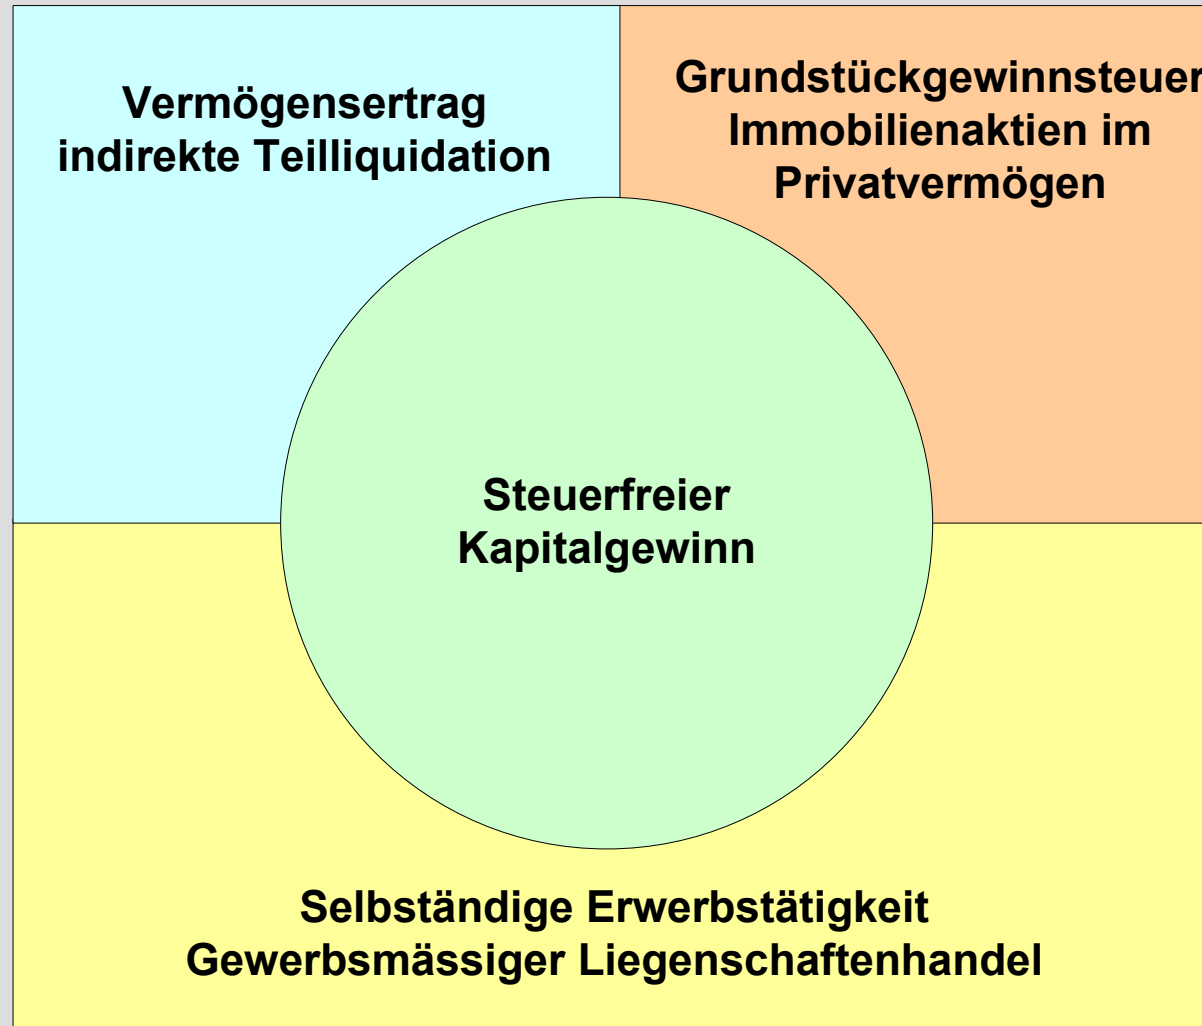 Vermögensertrag
indirekte Teilliquidation
Grundstückgewinnsteuer
Immobilienaktien im
Privatvermögen
Steuerfreier
Kapitalgewinn
Selbständige Erwerbstätigkeit
Gewerbsmässiger Liegenschaftenhandel